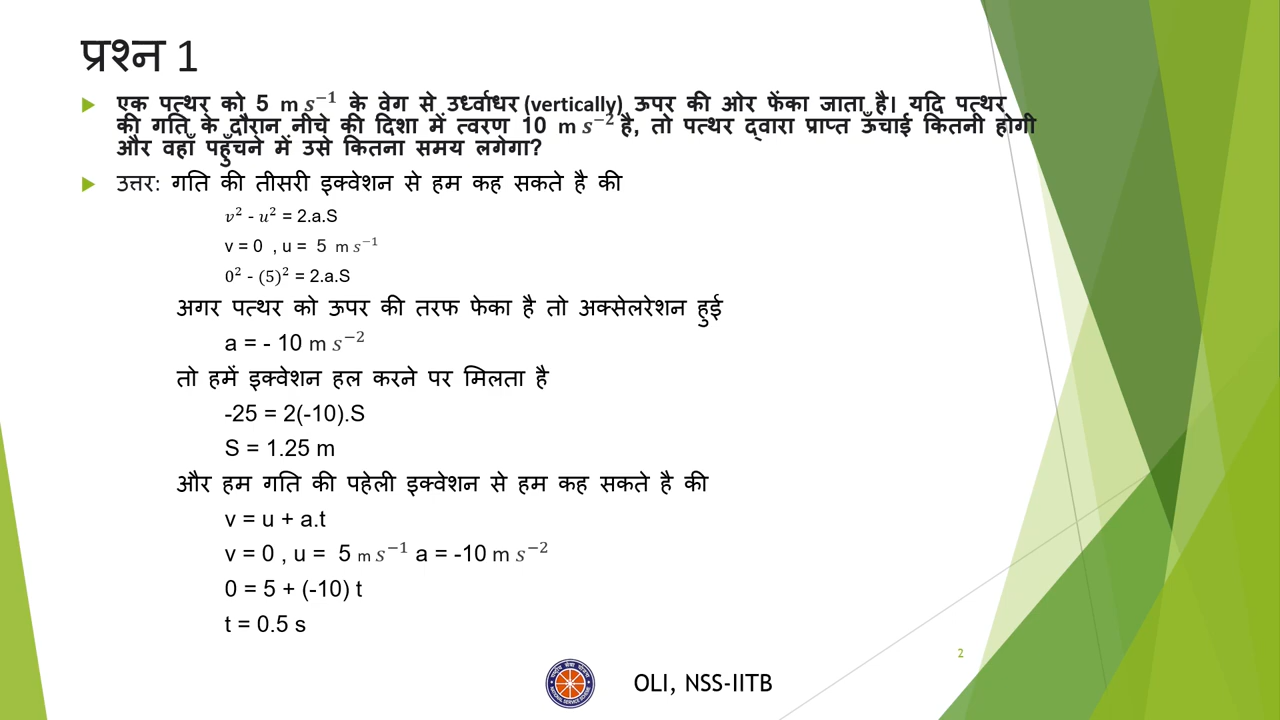 प्रश्न 1
एक पत्थर को 5 m s⁻¹ के वेग से उर्ध्वाधर (vertically) ऊपर की ओर फेंका जाता है। यदि पत्थर
की गति के दौरान नीचे की दिशा में त्वरण 10 m s⁻² है, तो पत्थर द्वारा प्राप्त ऊँचाई कितनी होगी
और वहाँ पहुँचने में उसे कितना समय लगेगा?
उत्तर: गति की तीसरी इक्वेशन से हम कह सकते है की
v² - u² = 2.a.S
v = 0 , u = 5 m s⁻¹
0² - (5)² = 2.a.S
अगर पत्थर को ऊपर की तरफ फेका है तो अक्सेलरेशन हुई
a = - 10 m s⁻²
तो हमें इक्वेशन हल करने पर मिलता है
-25 = 2(-10).S
S = 1.25 m
और हम गति की पहेली इक्वेशन से हम कह सकते है की
v = u + a.t
v = 0 , u = 5 m s⁻¹ a = -10 m s⁻²
0 = 5 + (-10) t
t = 0.5 s
2
OLI, NSS-IITB